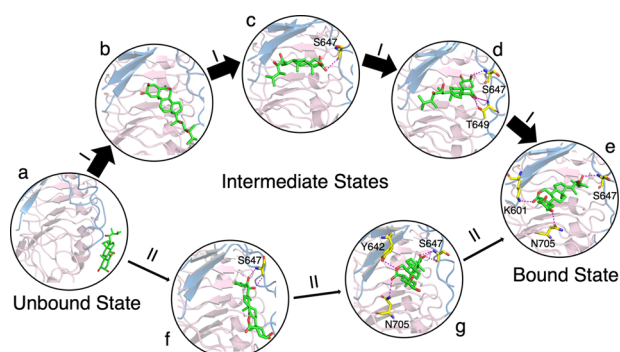 c
S647
b
I
I
d
S647
T649
I
I
e
a
Intermediate States
K601
S647
N705
II
Y642
S647
II
Bound State
S647
II
Unbound State
N705
g
f